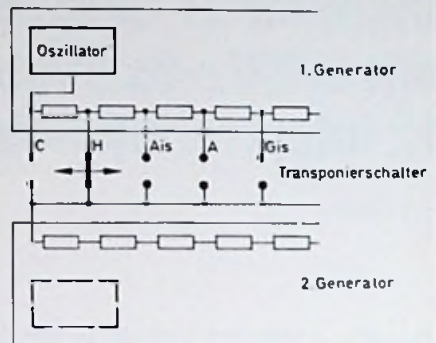 Oszillator
1. Generator
C H Ais A Gis
Transponierschalter
2. Generator